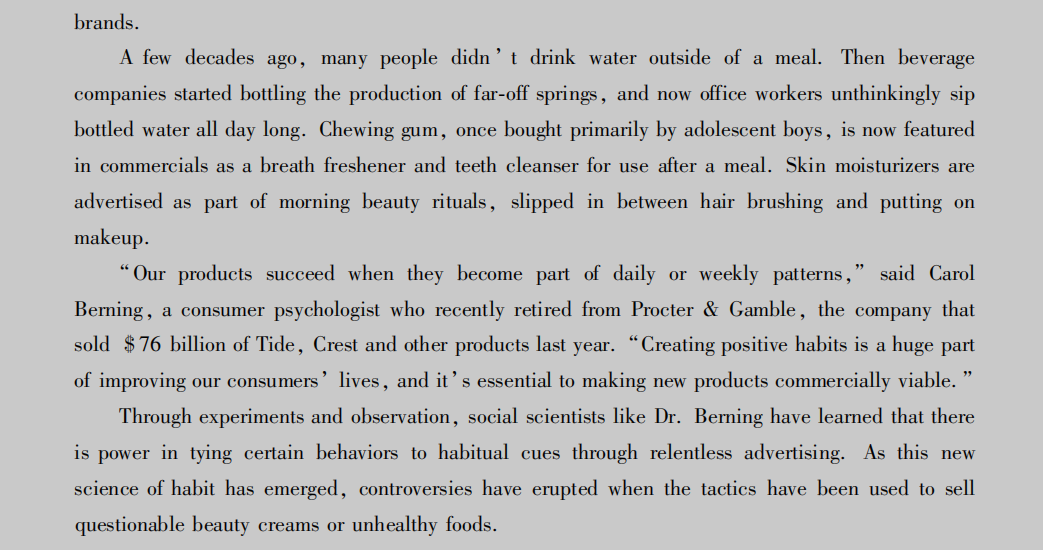 brands.
A few decades ago, many people didn’t drink water outside of a meal. Then beverage
companies started bottling the production of far-off springs, and now office workers unthinkingly sip
bottled water all day long. Chewing gum, once bought primarily by adolescent boys, is now featured
in commercials as a breath freshener and teeth cleanser for use after a meal. Skin moisturizers are
advertised as part of morning beauty rituals, slipped in between hair brushing and putting on
makeup.
“Our products succeed when they become part of daily or weekly patterns,” said Carol
Berning, a consumer psychologist who recently retired from Procter & Gamble, the company that
sold $76 billion of Tide, Crest and other products last year. “Creating positive habits is a huge part
of improving our consumers’ lives, and it’s essential to making new products commercially viable.”
Through experiments and observation, social scientists like Dr. Berning have learned that there
is power in tying certain behaviors to habitual cues through relentless advertising. As this new
science of habit has emerged, controversies have erupted when the tactics have been used to sell
questionable beauty creams or unhealthy foods.